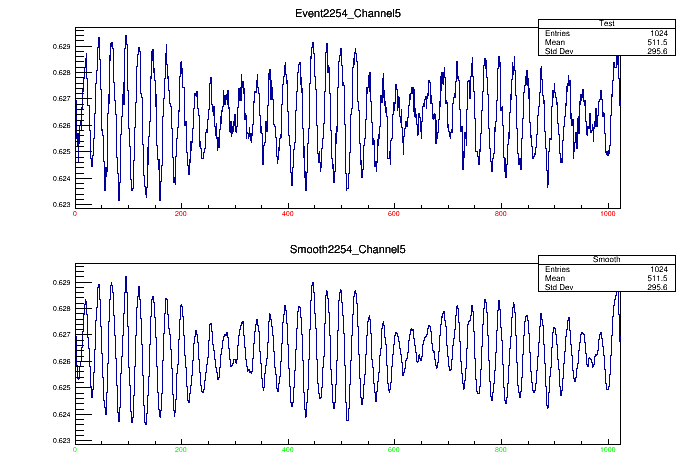 Event2254_Channel5
Test
Entries 1024
Mean 511.5
Std Dev 295.6
0.629
0.628
0.627
0.626
0.625
0.624
0.623
0 200 400 600 800 1000
Smooth2254_Channel5
Smooth
Entries 1024
Mean 511.5
Std Dev 295.6
0.629
0.628
0.627
0.626
0.625
0.624
0.623
0 200 400 600 800 1000